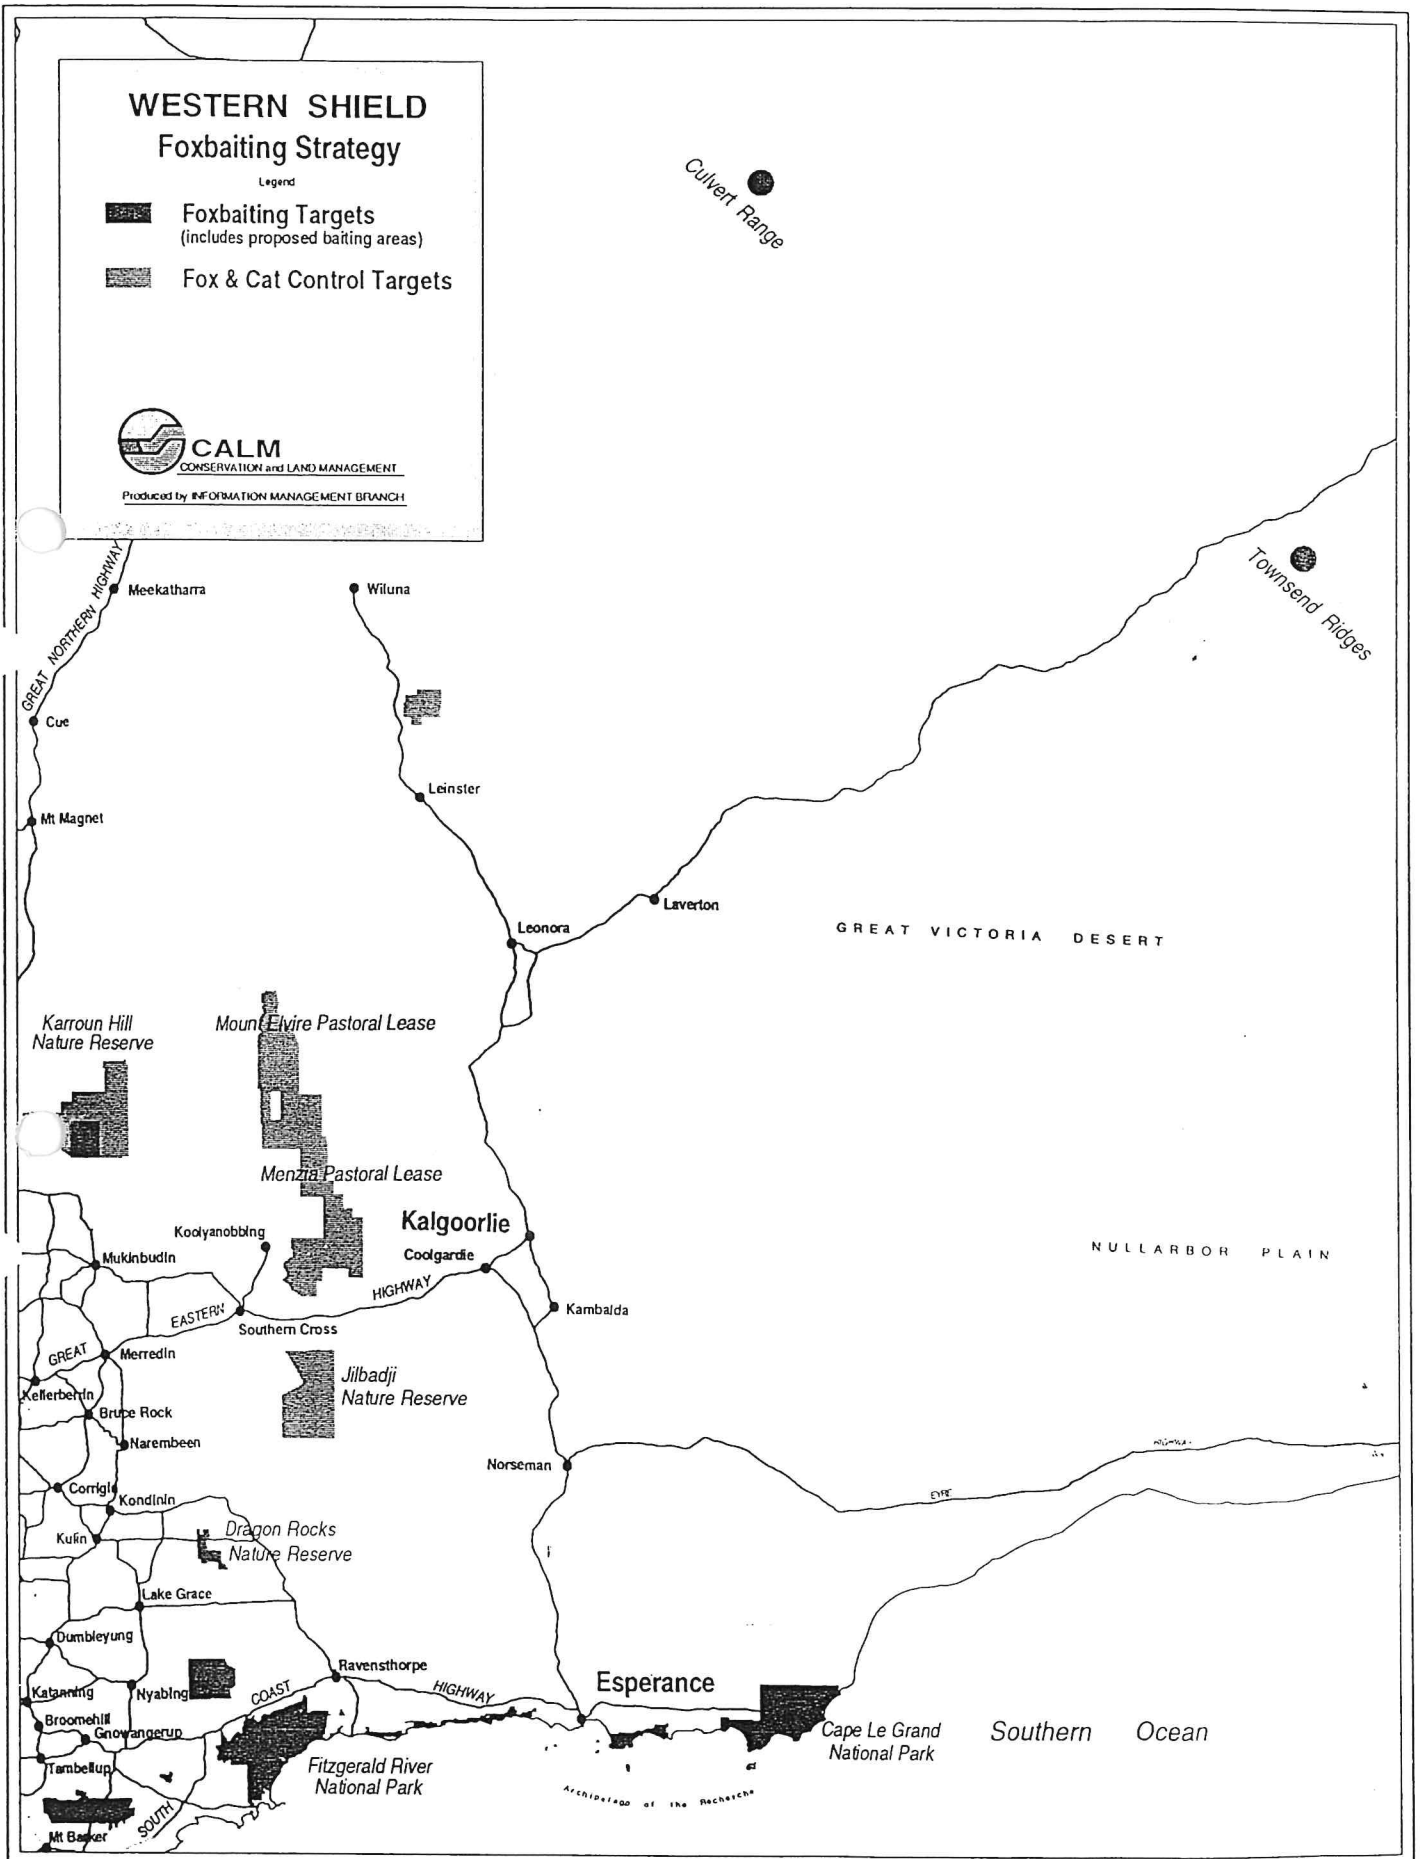 WESTERN SHIELD
Foxbaiting Strategy
Legend
Foxbaiting Targets
(includes proposed baiting areas)
Fox & Cat Control Targets
CALM
CONSERVATION and LAND MANAGEMENT
Produced by INFORMATION MANAGEMENT BRANCH
Culvert Range
Townsend Ridges
GREAT NORTHERN HIGHWAY
Meekatharra
Wiluna
Cue
Leinster
Mt Magnet
Laverton
Leonora
GREAT VICTORIA DESERT
Karroun Hill
Nature Reserve
Mount Elvire Pastoral Lease
Menzia Pastoral Lease
Kalgoorlie
Koolyanobbing
Coolgardie
Mukinbudin
NULLARBOR PLAIN
GREAT EASTERN HIGHWAY
Kambalda
Southern Cross
Merredin
Jilbadji
Nature Reserve
Kellerberrin
Bruce Rock
Narembeen
Norseman
EYRE HIGHWAY
Corrigi
Kondinin
Kulin
Dragon Rocks
Nature Reserve
Lake Grace
Dumbleyung
Ravensthorpe
Esperance
Katanning
Nyabing
SOUTH COAST HIGHWAY
Broomehill
Gnowangerup
Cape Le Grand
National Park
Southern Ocean
Tambellup
Fitzgerald River
National Park
Archipelago of the Recherche
Mt Barker